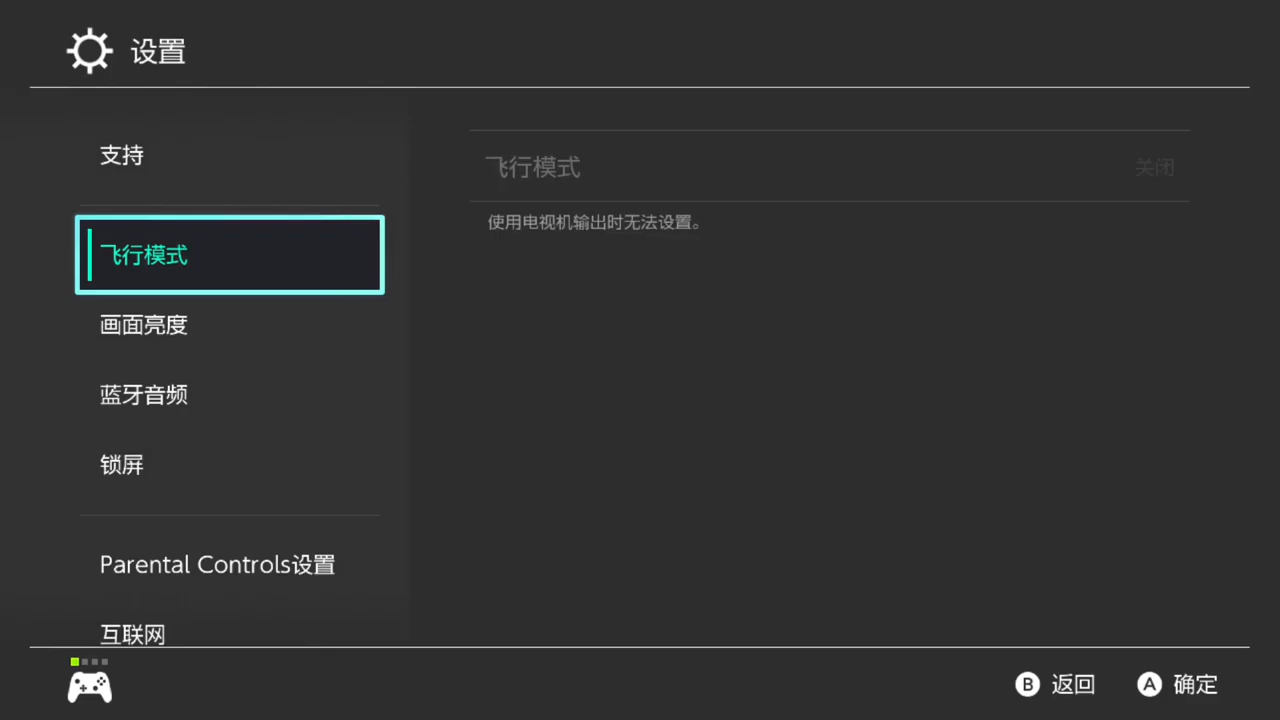 设置
支持
飞行模式
画面亮度
蓝牙音频
锁屏
Parental Controls设置
互联网
飞行模式 关闭
使用电视机输出时无法设置。
B 返回 A 确定